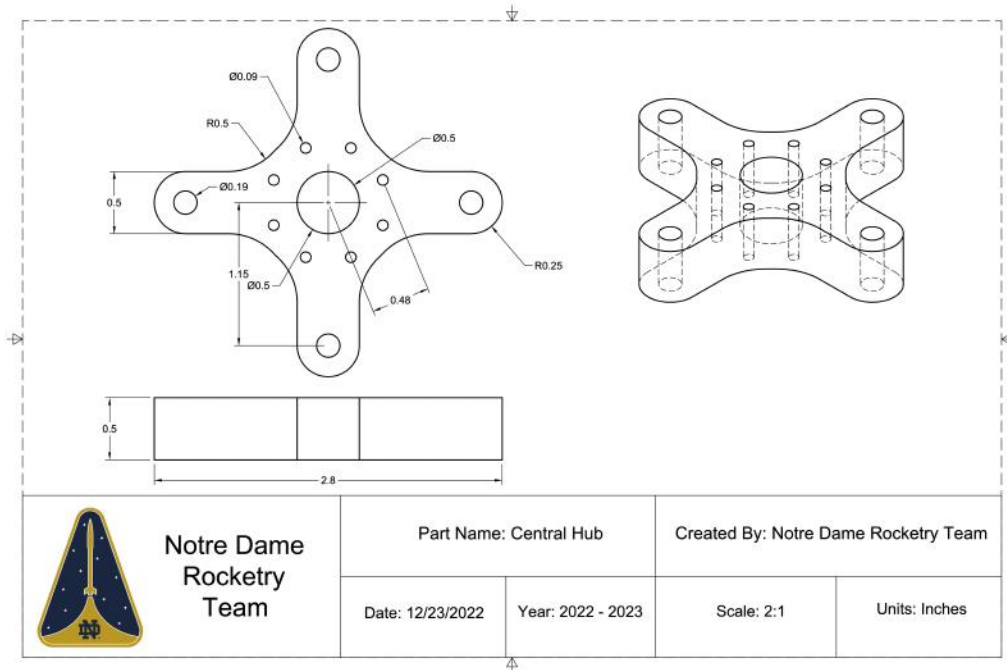 Ø0.09
R0.5
Ø0.5
Ø0.19
0.5
1.15
Ø0.5
0.48
R0.25
0.5
2.8
ND
Notre Dame
Rocketry
Team
Part Name: Central Hub
Created By: Notre Dame Rocketry Team
Date: 12/23/2022
Year: 2022 - 2023
Scale: 2:1
Units: Inches